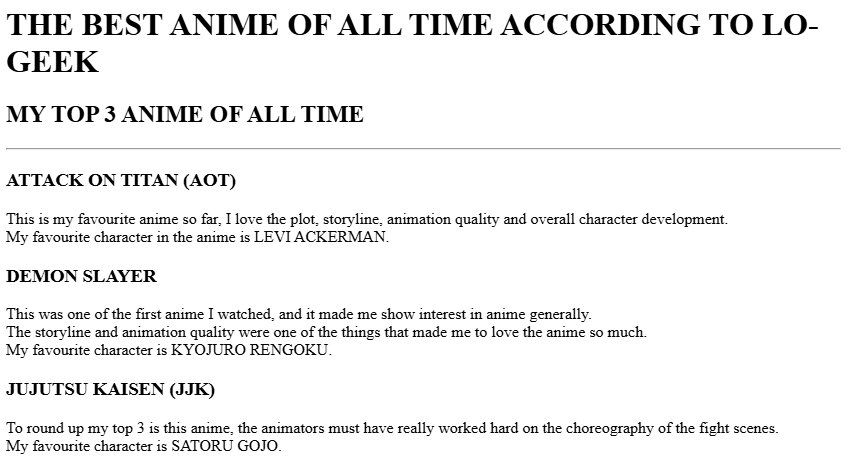 THE BEST ANIME OF ALL TIME ACCORDING TO LO-
GEEK
MY TOP 3 ANIME OF ALL TIME
ATTACK ON TITAN (AOT)
This is my favourite anime so far, I love the plot, storyline, animation quality and overall character development.
My favourite character in the anime is LEVI ACKERMAN.
DEMON SLAYER
This was one of the first anime I watched, and it made me show interest in anime generally.
The storyline and animation quality were one of the things that made me to love the anime so much.
My favourite character is KYOJURO RENGOKU.
JUJUTSU KAISEN (JJK)
To round up my top 3 is this anime, the animators must have really worked hard on the choreography of the fight scenes.
My favourite character is SATORU GOJO.